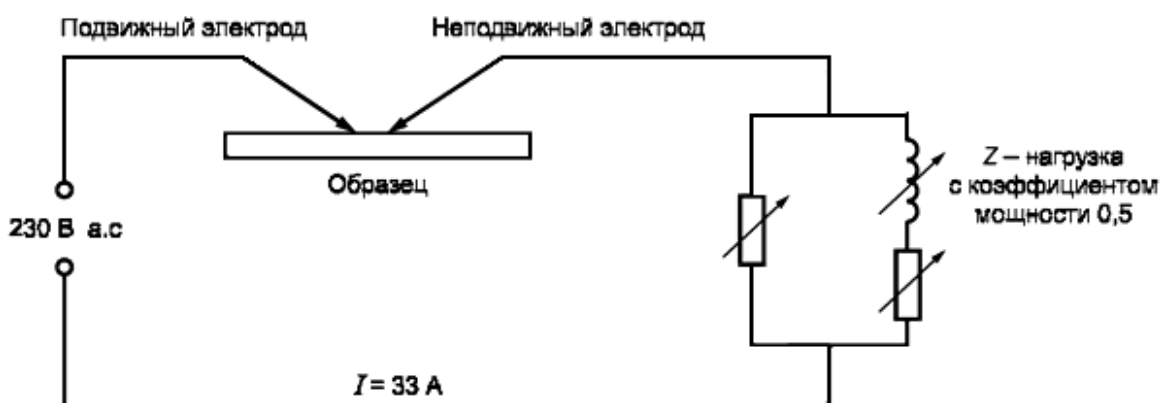 Подвижный электрод
Неподвижный электрод
Образец
Z – нагрузка
с коэффициентом
мощности 0,5
230 В а.с
I = 33 А